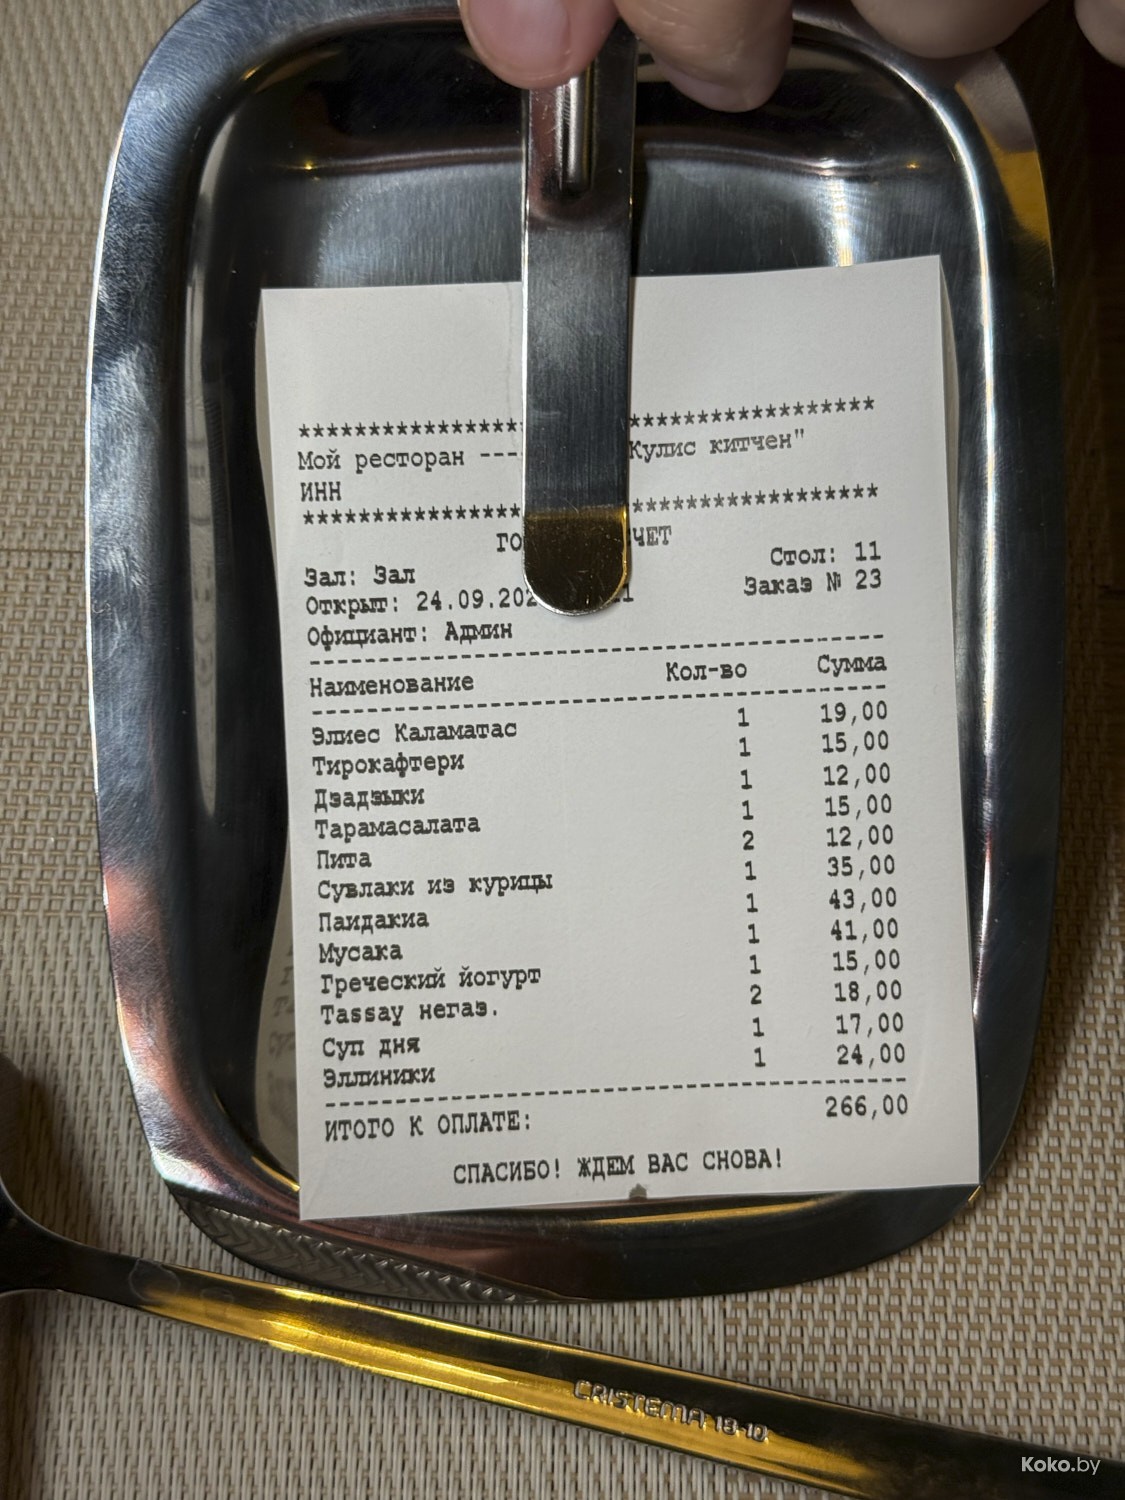 ******************************
Мой ресторан --- Кулис китчен"
ИНН
******************************
Стол: 11
Зал: Зал
Заказ № 23
Открыт: 24.09.202
Официант: Админ
Наименование Кол-во Сумма
Элиес Каламатас 1 19,00
Тирокафтери 1 15,00
Дзадзыки 1 12,00
Тарамасалата 1 15,00
Пита 2 12,00
Сувлаки из курицы 1 35,00
Паидакиа 1 43,00
Мусака 1 41,00
Греческий йогурт 1 15,00
Tassay негаз. 2 18,00
Суп дня 1 17,00
Эллиники 1 24,00
ИТОГО К ОПЛАТЕ: 266,00
СПАСИБО! ЖДЕМ ВАС СНОВА!
CRISTEMA 18-10
Koko.by